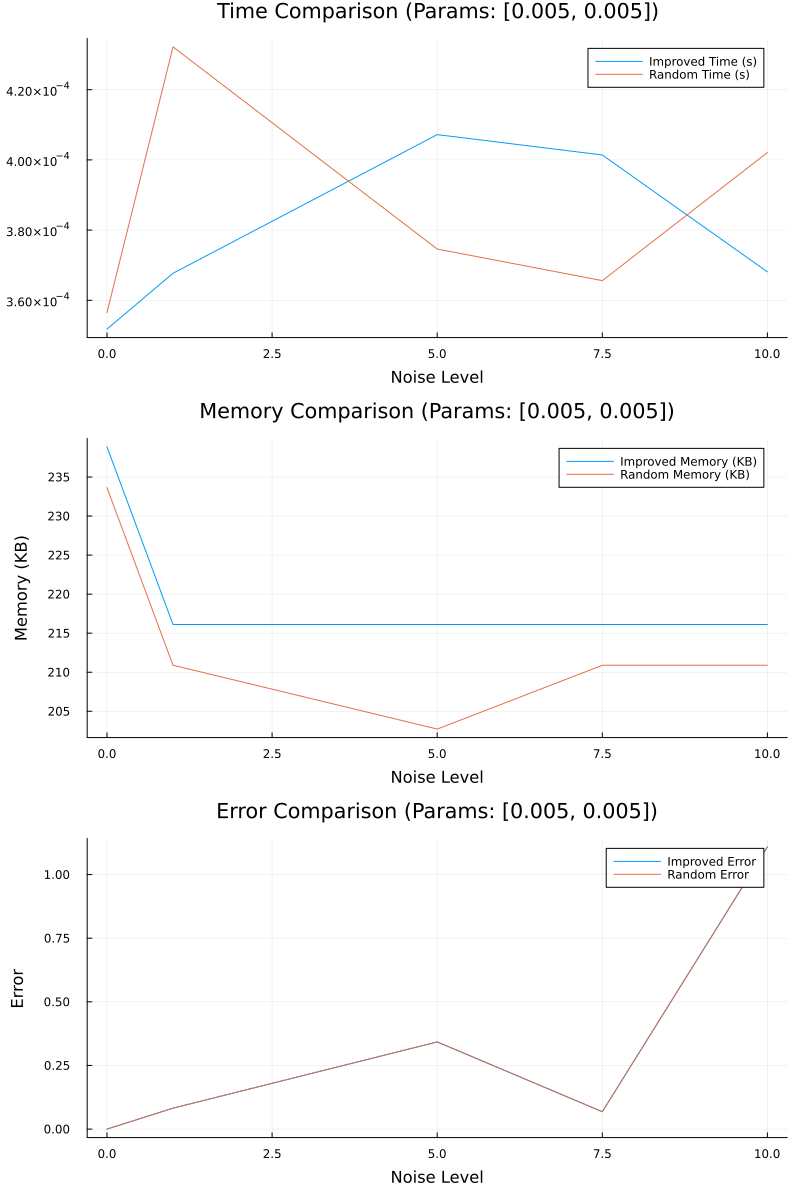 Time Comparison (Params: [0.005, 0.005])
Improved Time (s)
Random Time (s)
4.20×10⁻⁴
4.00×10⁻⁴
3.80×10⁻⁴
3.60×10⁻⁴
0.0 2.5 5.0 7.5 10.0
Noise Level
Memory Comparison (Params: [0.005, 0.005])
Improved Memory (KB)
Random Memory (KB)
Memory (KB)
235
230
225
220
215
210
205
0.0 2.5 5.0 7.5 10.0
Noise Level
Error Comparison (Params: [0.005, 0.005])
Improved Error
Random Error
Error
1.00
0.75
0.50
0.25
0.00
0.0 2.5 5.0 7.5 10.0
Noise Level